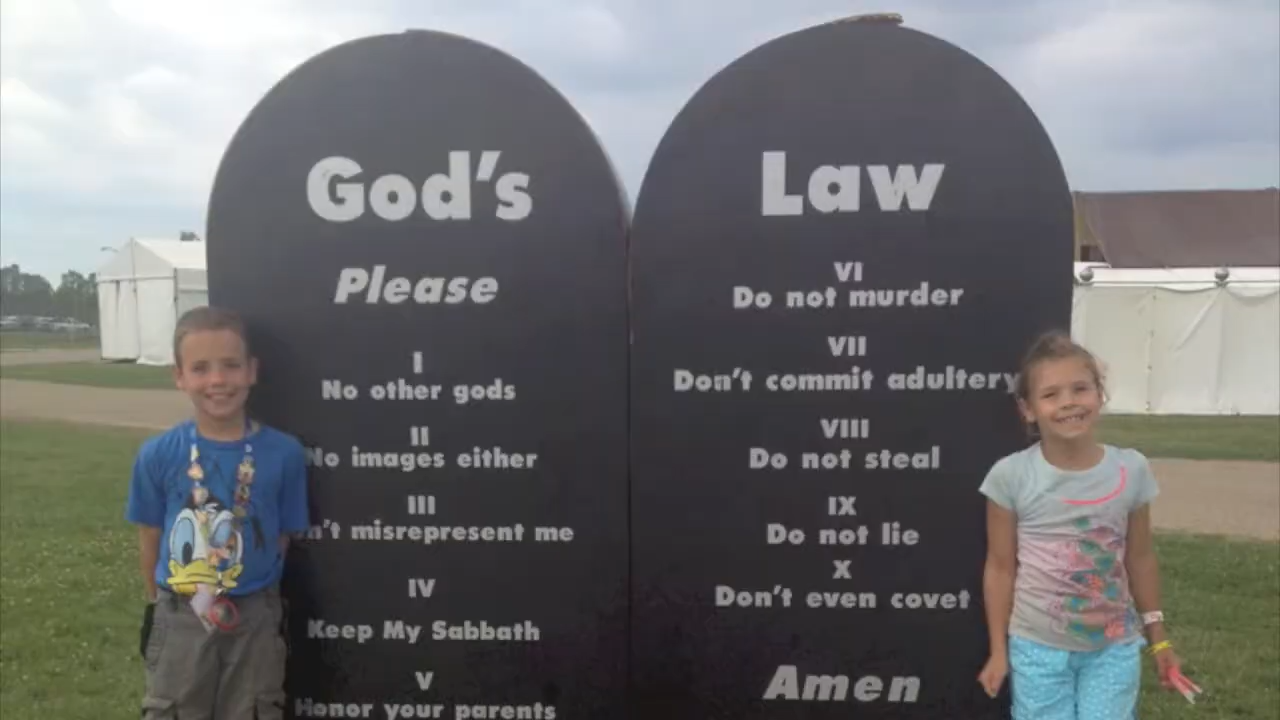 God's
Please
I
No other gods
II
No images either
III
misrepresent me
IV
Keep My Sabbath
V
Honor your parents
Law
VI
Do not murder
VII
Don't commit adultery
VIII
Do not steal
IX
Do not lie
X
Don't even covet
Amen